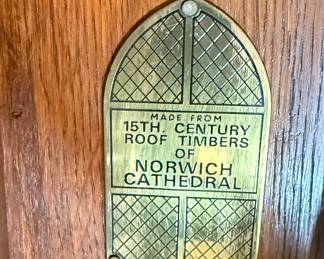 MADE FROM
15TH. CENTURY
ROOF TIMBERS
OF
NORWICH
CATHEDRAL